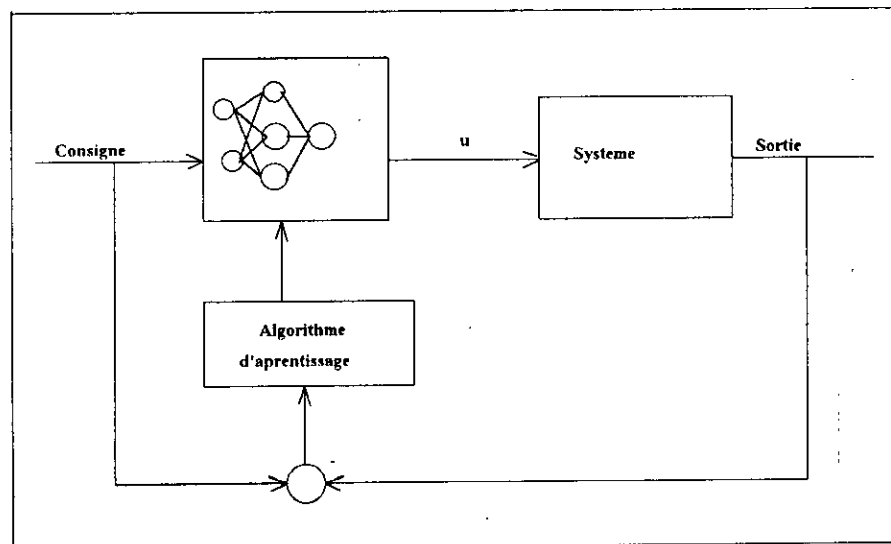 Consigne
u
Systeme
Sortie
Algorithme
d'aprentissage